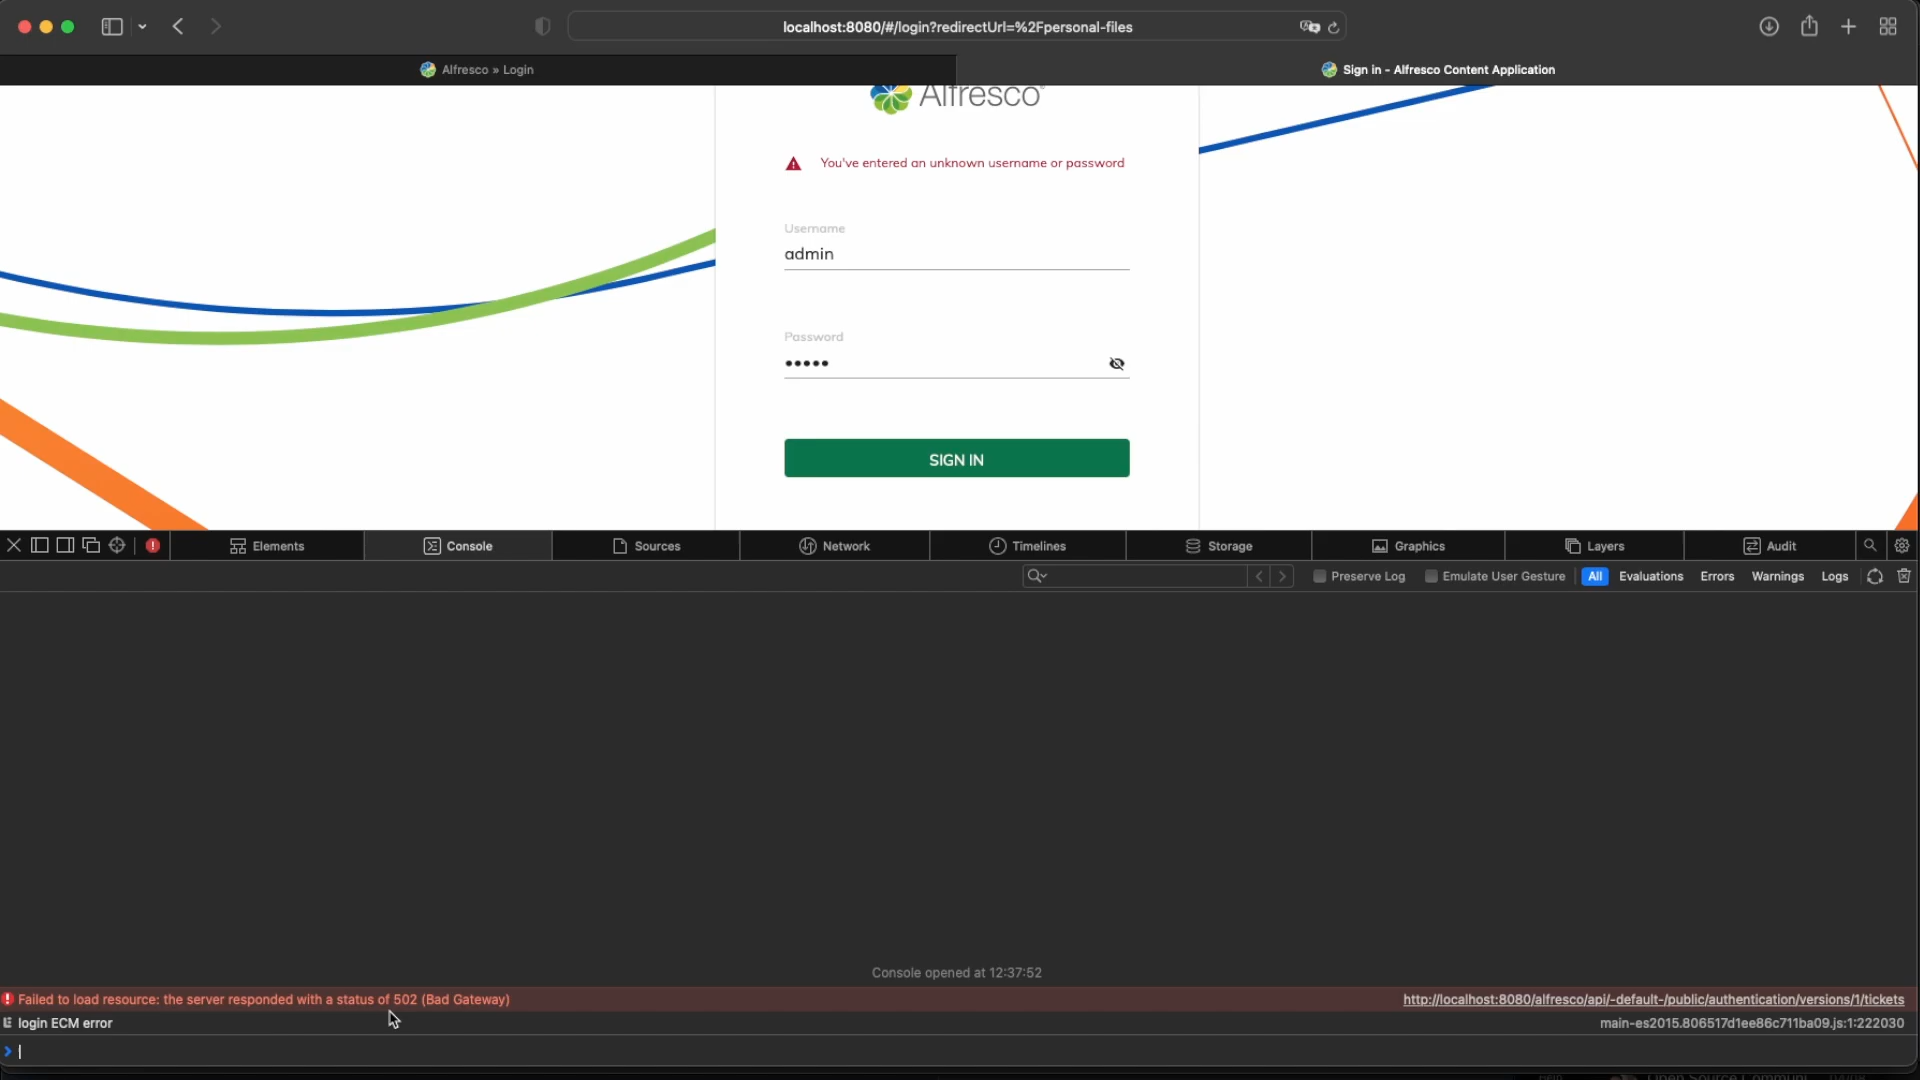 localhost:8080/#/login?redirectUrl=%2Fpersonal-files
Alfresco » Login
Sign in - Alfresco Content Application
Alfresco
You've entered an unknown username or password
Username
admin
Password
•••••
SIGN IN
Elements
Console
Sources
Network
Timelines
Storage
Graphics
Layers
Audit
Preserve Log
Emulate User Gesture
All
Evaluations
Errors
Warnings
Logs
Console opened at 12:37:52
Failed to load resource: the server responded with a status of 502 (Bad Gateway)
http://localhost:8080/alfresco/api/-default-/public/authentication/versions/1/tickets
login ECM error
main-es2015.806517d1ee86c711ba09.js:1:222030